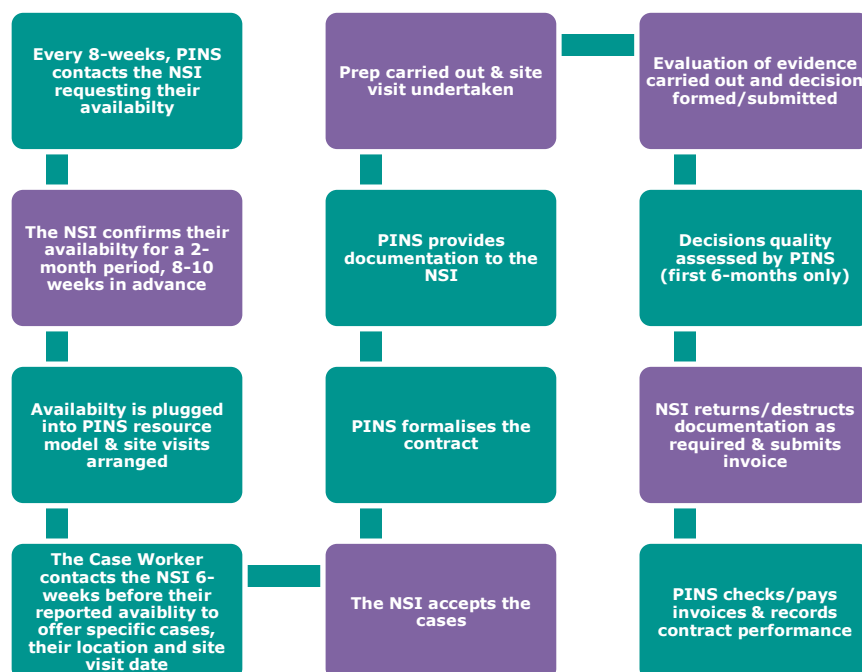 Every 8-weeks, PINS
contacts the NSI
requesting their
availabilty
The NSI confirms their
availabilty for a 2-
month period, 8-10
weeks in advance
Availabilty is plugged
into PINS resource
model & site visits
arranged
The Case Worker
contacts the NSI 6-
weeks before their
reported avaiblity to
offer specific cases,
their location and site
visit date
The NSI accepts the
cases
PINS formalises the
contract
PINS provides
documentation to the
NSI
Prep carried out & site
visit undertaken
Evaluation of evidence
carried out and decision
formed/submitted
Decisions quality
assessed by PINS
(first 6-months only)
NSI returns/destructs
documentation as
required & submits
invoice
PINS checks/pays
invoices & records
contract performance